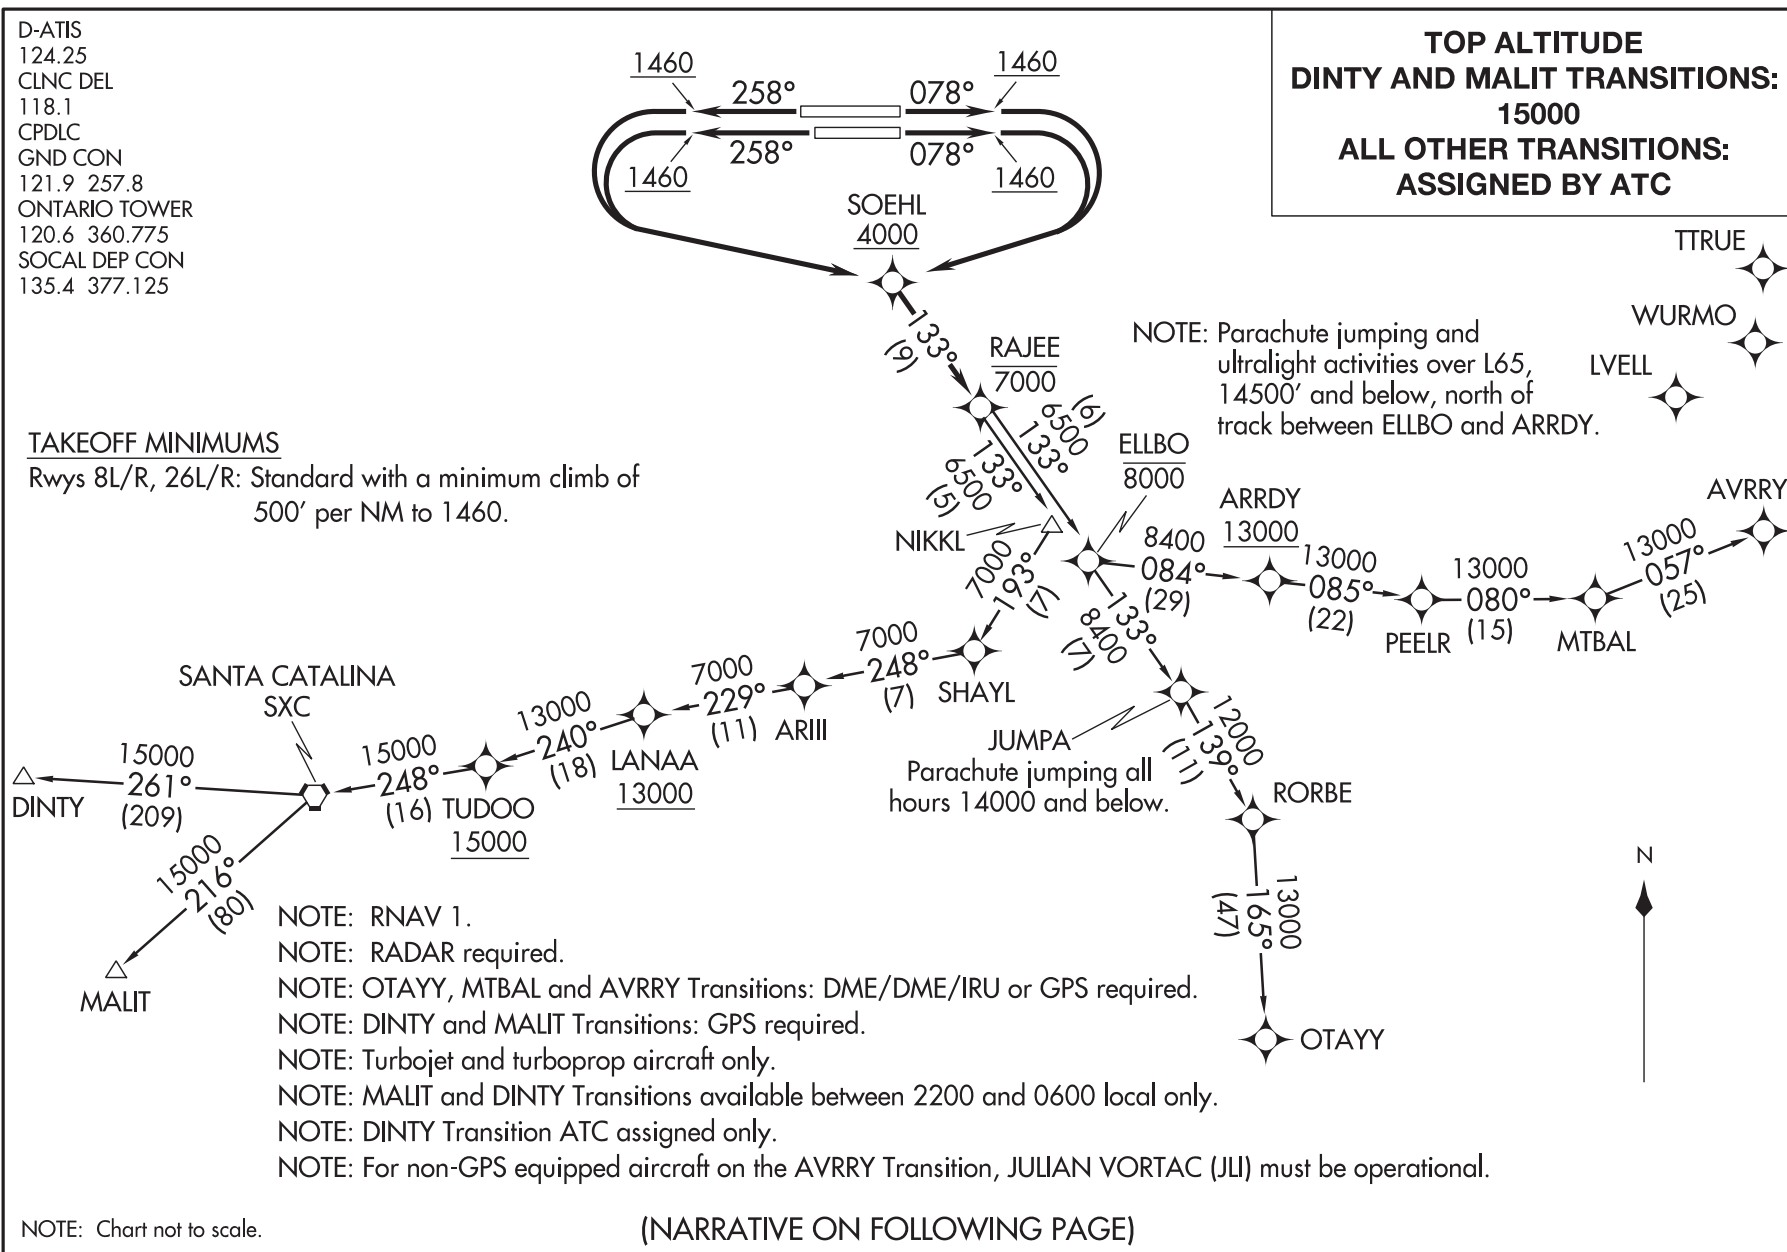 D-ATIS
124.25
CLNC DEL
118.1
CPDLC
GND CON
121.9 257.8
ONTARIO TOWER
120.6 360.775
SOCAL DEP CON
135.4 377.125
TOP ALTITUDE
DINTY AND MALIT TRANSITIONS:
15000
ALL OTHER TRANSITIONS:
ASSIGNED BY ATC
1460
1460
258°
078°
258°
078°
1460
1460
SOEHL
4000
133°
(9)
RAJEE
7000
TTRUE
WURMO
LVELL
NOTE: Parachute jumping and
ultralight activities over L65,
14500' and below, north of
track between ELLBO and ARRDY.
TAKEOFF MINIMUMS
Rwys 8L/R, 26L/R: Standard with a minimum climb of
500' per NM to 1460.
(6)
6500
133°
133°
6500
(5)
ELLBO
8000
NIKKL
7000
193°
(7)
8400
084°
(29)
ARRDY
13000
13000
085°
(22)
PEELR
13000
080°
(15)
MTBAL
13000
057°
(25)
AVRRY
133°
8400
(7)
SHAYL
7000
248°
(7)
ARIII
7000
229°
(11)
LANAA
13000
13000
240°
(18)
TUDOO
15000
15000
248°
(16)
SANTA CATALINA
SXC
15000
261°
(209)
DINTY
15000
216°
(80)
MALIT
JUMPA
Parachute jumping all
hours 14000 and below.
12000
139°
(11)
RORBE
13000
165°
(47)
OTAYY
N
NOTE: RNAV 1.
NOTE: RADAR required.
NOTE: OTAYY, MTBAL and AVRRY Transitions: DME/DME/IRU or GPS required.
NOTE: DINTY and MALIT Transitions: GPS required.
NOTE: Turbojet and turboprop aircraft only.
NOTE: MALIT and DINTY Transitions available between 2200 and 0600 local only.
NOTE: DINTY Transition ATC assigned only.
NOTE: For non-GPS equipped aircraft on the AVRRY Transition, JULIAN VORTAC (JLI) must be operational.
NOTE: Chart not to scale.
(NARRATIVE ON FOLLOWING PAGE)